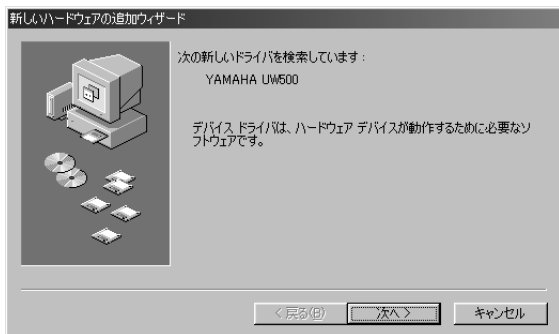 新しいハードウェアの追加ウィザード
次の新しいドライバを検索しています：
YAMAHA UW500
デバイス ドライバは、ハードウェア デバイスが動作するために必要なソ
フトウェアです。
< 戻る(B)
次へ >
キャンセル